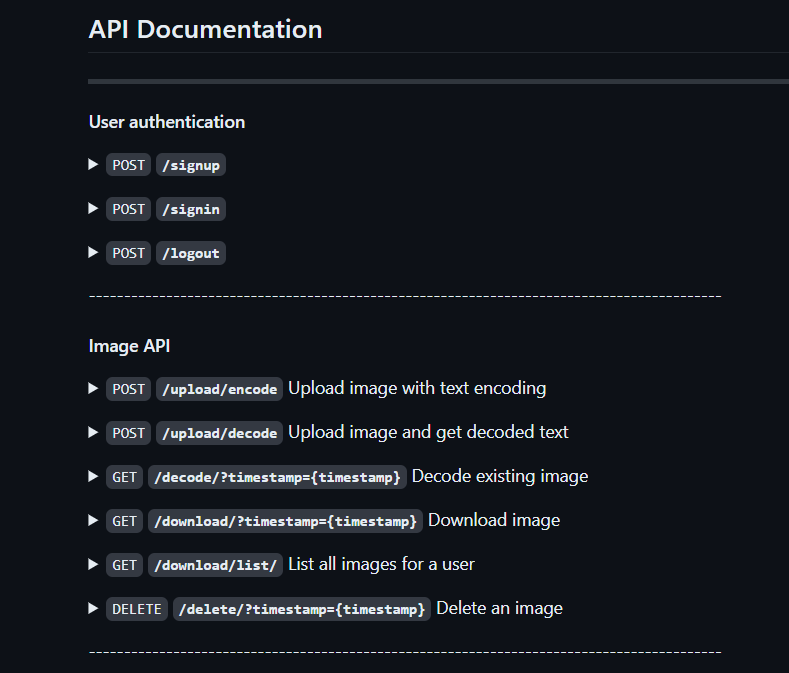 API Documentation
User authentication
POST /signup
POST /signin
POST /logout
-------------------------------------------------------------------------------------------
Image API
POST /upload/encode Upload image with text encoding
POST /upload/decode Upload image and get decoded text
GET /decode/?timestamp={timestamp} Decode existing image
GET /download/?timestamp={timestamp} Download image
GET /download/list/ List all images for a user
DELETE /delete/?timestamp={timestamp} Delete an image
-------------------------------------------------------------------------------------------